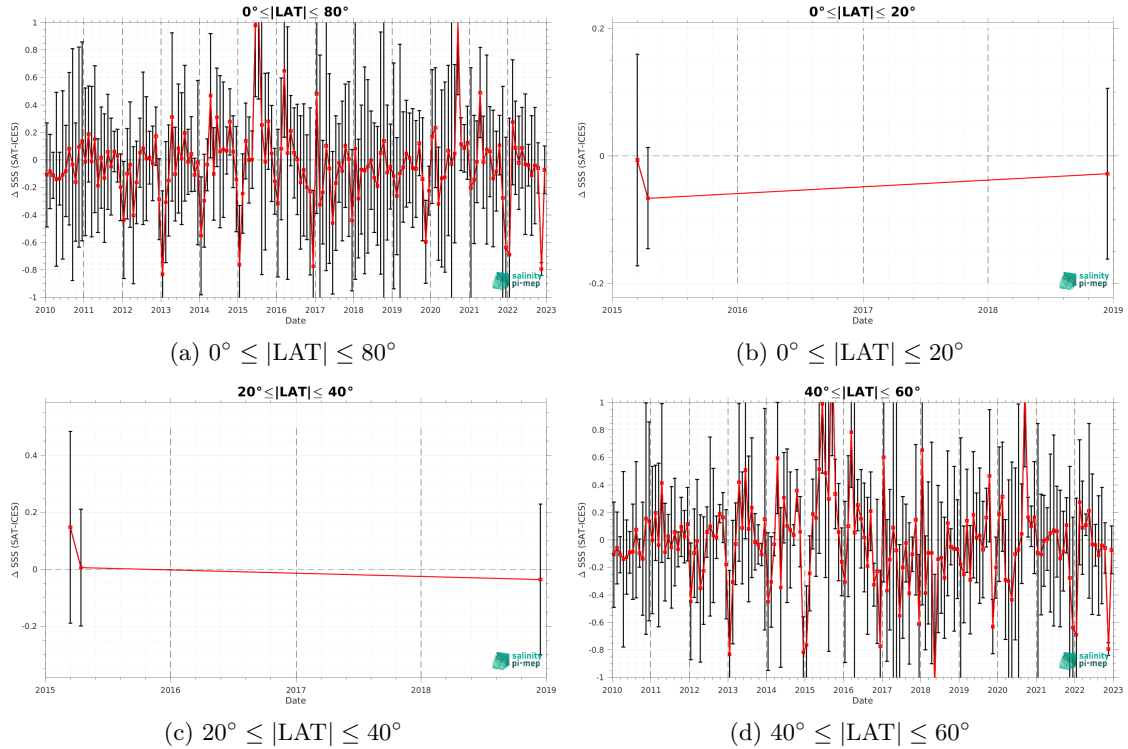 0°≤|LAT|≤ 80°
Δ SSS (SAT-ICES)
1
0.8
0.6
0.4
0.2
0
-0.2
-0.4
-0.6
-0.8
-1
2010 2011 2012 2013 2014 2015 2016 2017 2018 2019 2020 2021 2022 2023
Date
salinity
pi-mep
(a) 0° ≤ |LAT| ≤ 80°
0°≤|LAT|≤ 20°
Δ SSS (SAT-ICES)
0.2
0
-0.2
2015 2016 2017 2018 2019
Date
salinity
pi-mep
(b) 0° ≤ |LAT| ≤ 20°
20°≤|LAT|≤ 40°
Δ SSS (SAT-ICES)
0.4
0.2
0
-0.2
2015 2016 2017 2018 2019
Date
salinity
pi-mep
(c) 20° ≤ |LAT| ≤ 40°
40°≤|LAT|≤ 60°
Δ SSS (SAT-ICES)
1
0.8
0.6
0.4
0.2
0
-0.2
-0.4
-0.6
-0.8
-1
2010 2011 2012 2013 2014 2015 2016 2017 2018 2019 2020 2021 2022 2023
Date
salinity
pi-mep
(d) 40° ≤ |LAT| ≤ 60°